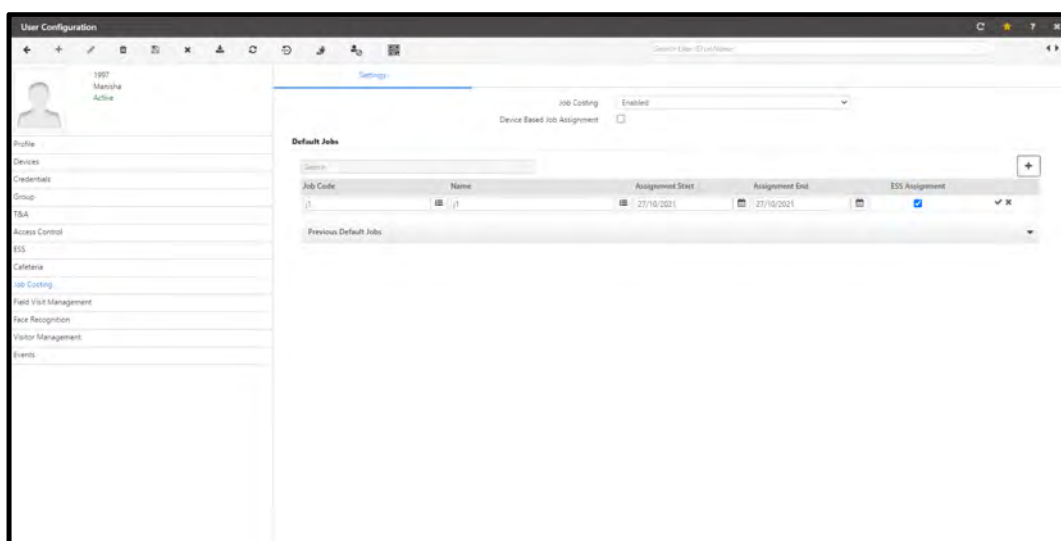 User Configuration
?
Search User ID or Name
1997
Manisha
Active
Settings
Job Costing Enabled
Device Based Job Assignment
Default Jobs
Profile
Devices
Credentials
Group
T&A
Access Control
ESS
Cafeteria
Job Costing
Field Visit Management
Face Recognition
Visitor Management
Events
Search
Job Code Name Assignment Start Assignment End ESS Assignment
j1 j1 27/10/2021 27/10/2021
Previous Default Jobs